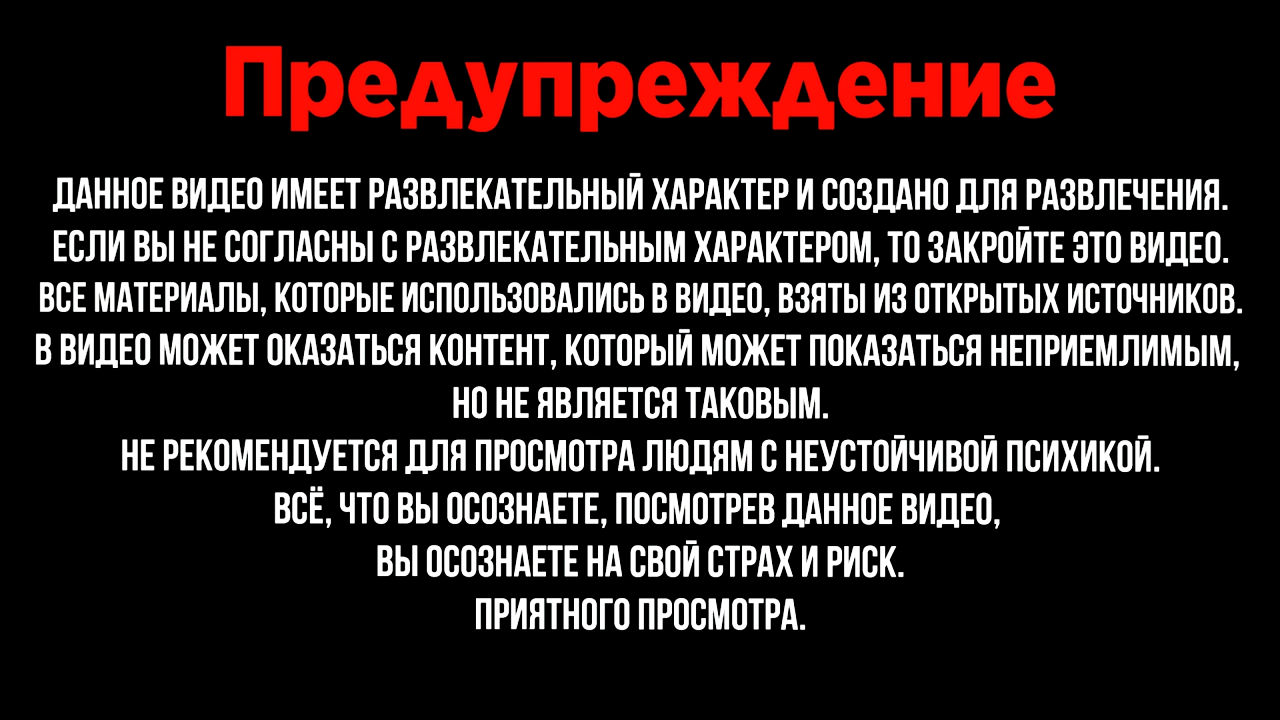 Предупреждение
ДАННОЕ ВИДЕО ИМЕЕТ РАЗВЛЕКАТЕЛЬНЫЙ ХАРАКТЕР И СОЗДАНО ДЛЯ РАЗВЛЕЧЕНИЯ.
ЕСЛИ ВЫ НЕ СОГЛАСНЫ С РАЗВЛЕКАТЕЛЬНЫМ ХАРАКТЕРОМ, ТО ЗАКРОЙТЕ ЭТО ВИДЕО.
ВСЕ МАТЕРИАЛЫ, КОТОРЫЕ ИСПОЛЬЗОВАЛИСЬ В ВИДЕО, ВЗЯТЫ ИЗ ОТКРЫТЫХ ИСТОЧНИКОВ.
В ВИДЕО МОЖЕТ ОКАЗАТЬСЯ КОНТЕНТ, КОТОРЫЙ МОЖЕТ ПОКАЗАТЬСЯ НЕПРИЕМЛИМЫМ,
НО НЕ ЯВЛЯЕТСЯ ТАКОВЫМ.
НЕ РЕКОМЕНДУЕТСЯ ДЛЯ ПРОСМОТРА ЛЮДЯМ С НЕУСТОЙЧИВОЙ ПСИХИКОЙ.
ВСЁ, ЧТО ВЫ ОСОЗНАЕТЕ, ПОСМОТРЕВ ДАННОЕ ВИДЕО,
ВЫ ОСОЗНАЕТЕ НА СВОЙ СТРАХ И РИСК.
ПРИЯТНОГО ПРОСМОТРА.